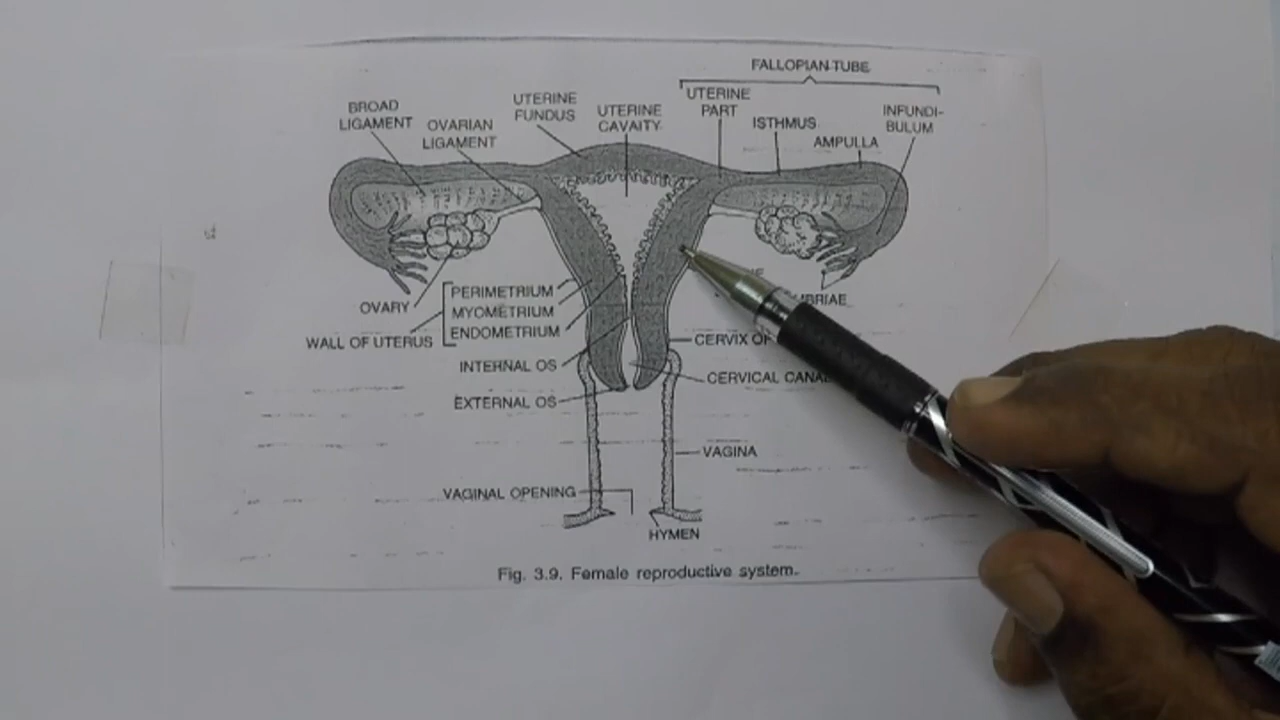 FALLOPIAN TUBE
BROAD
LIGAMENT
OVARIAN
LIGAMENT
UTERINE
FUNDUS
UTERINE
CAVAITY
UTERINE
PART
ISTHMUS
AMPULLA
INFUNDI-
BULUM
OVARY
WALL OF UTERUS
PERIMETRIUM
MYOMETRIUM
ENDOMETRIUM
INTERNAL OS
EXTERNAL OS
CERVIX OF
CERVICAL CANAL
VAGINA
VAGINAL OPENING
HYMEN
Fig. 3.9. Female reproductive system.